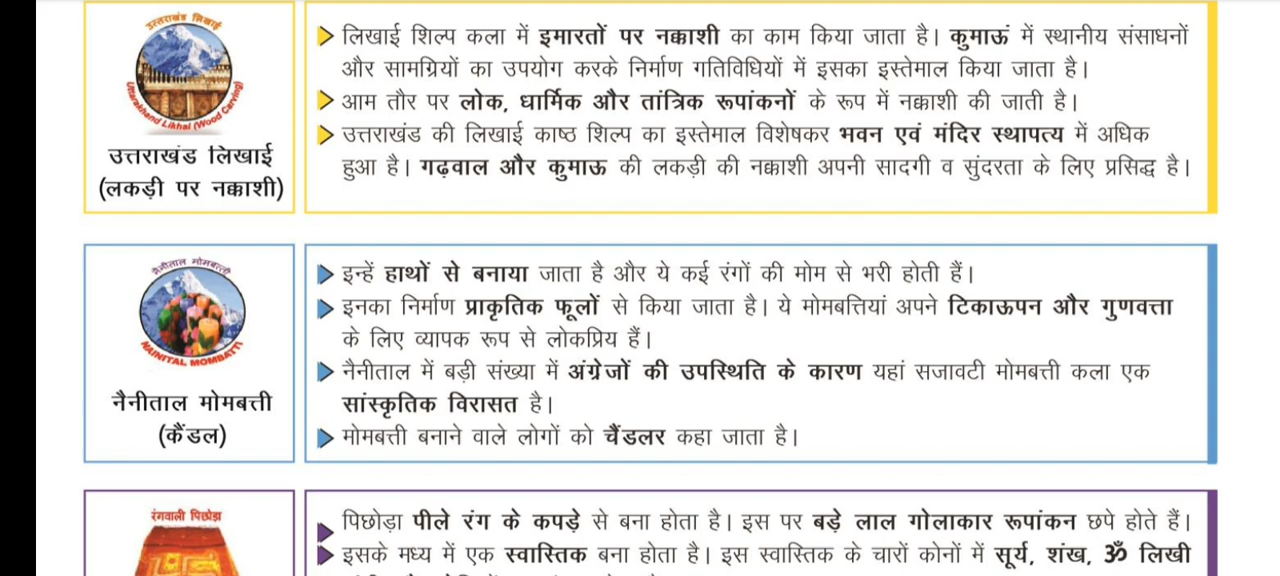 उत्तराखंड लिखाई
Uttarakhand Likhai (Wood Carving)
उत्तराखंड लिखाई
(लकड़ी पर नक्काशी)
लिखाई शिल्प कला में इमारतों पर नक्काशी का काम किया जाता है। कुमाऊं में स्थानीय संसाधनों
और सामग्रियों का उपयोग करके निर्माण गतिविधियों में इसका इस्तेमाल किया जाता है।
आम तौर पर लोक, धार्मिक और तांत्रिक रूपांकनों के रूप में नक्काशी की जाती है।
उत्तराखंड की लिखाई काष्ठ शिल्प का इस्तेमाल विशेषकर भवन एवं मंदिर स्थापत्य में अधिक
हुआ है। गढ़वाल और कुमाऊ की लकड़ी की नक्काशी अपनी सादगी व सुंदरता के लिए प्रसिद्ध है।
नैनीताल मोमबत्ती
NAINITAL MOMBATTI
नैनीताल मोमबत्ती
(कैंडल)
इन्हें हाथों से बनाया जाता है और ये कई रंगों की मोम से भरी होती हैं।
इनका निर्माण प्राकृतिक फूलों से किया जाता है। ये मोमबत्तियां अपने टिकाऊपन और गुणवत्ता
के लिए व्यापक रूप से लोकप्रिय हैं।
नैनीताल में बड़ी संख्या में अंग्रेजों की उपस्थिति के कारण यहां सजावटी मोमबत्ती कला एक
सांस्कृतिक विरासत है।
मोमबत्ती बनाने वाले लोगों को चैंडलर कहा जाता है।
रंगवाली पिछोड़ा
पिछोड़ा पीले रंग के कपड़े से बना होता है। इस पर बड़े लाल गोलाकार रूपांकन छपे होते हैं।
इसके मध्य में एक स्वास्तिक बना होता है। इस स्वास्तिक के चारों कोनों में सूर्य, शंख, ॐ लिखी